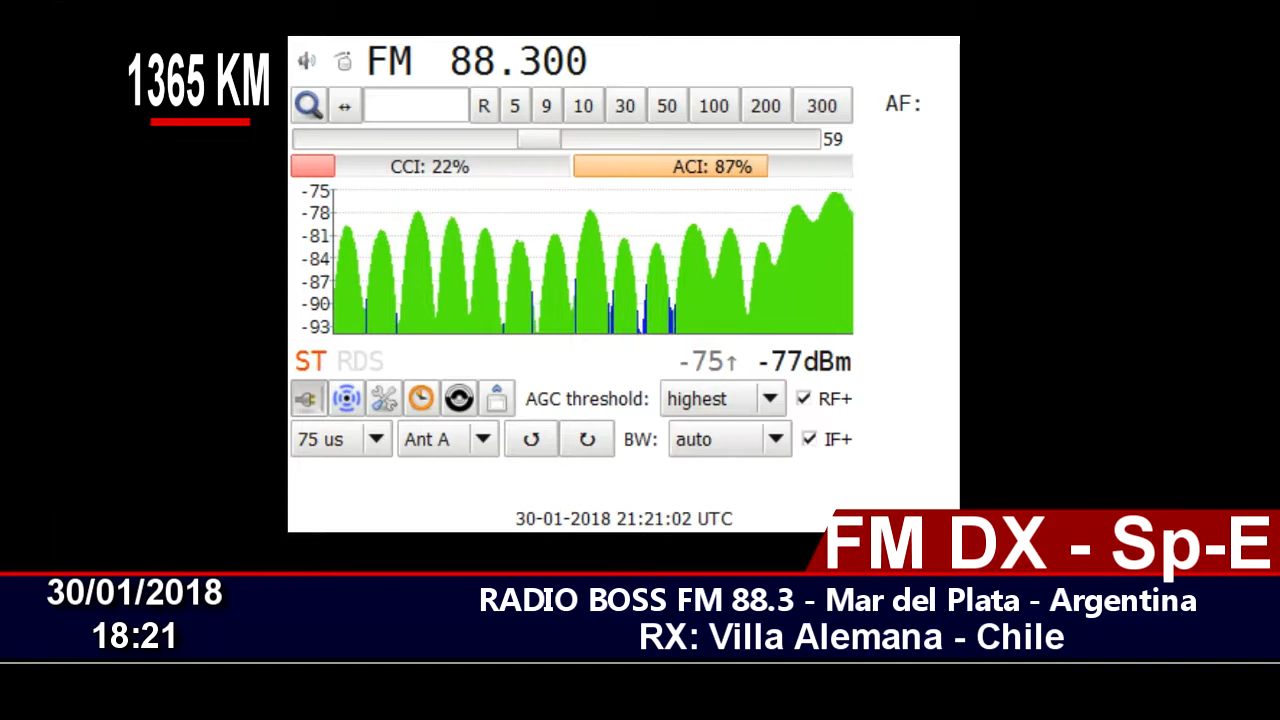 1365 KM
FM 88.300
R 5 9 10 30 50 100 200 300 AF:
59
CCI: 22% ACI: 87%
-75
-78
-81
-84
-87
-90
-93
ST RDS -75↑ -77dBm
AGC threshold: highest RF+
75 us Ant A ↺ ↻ BW: auto IF+
30-01-2018 21:21:02 UTC
FM DX - Sp-E
30/01/2018
18:21
RADIO BOSS FM 88.3 - Mar del Plata - Argentina
RX: Villa Alemana - Chile